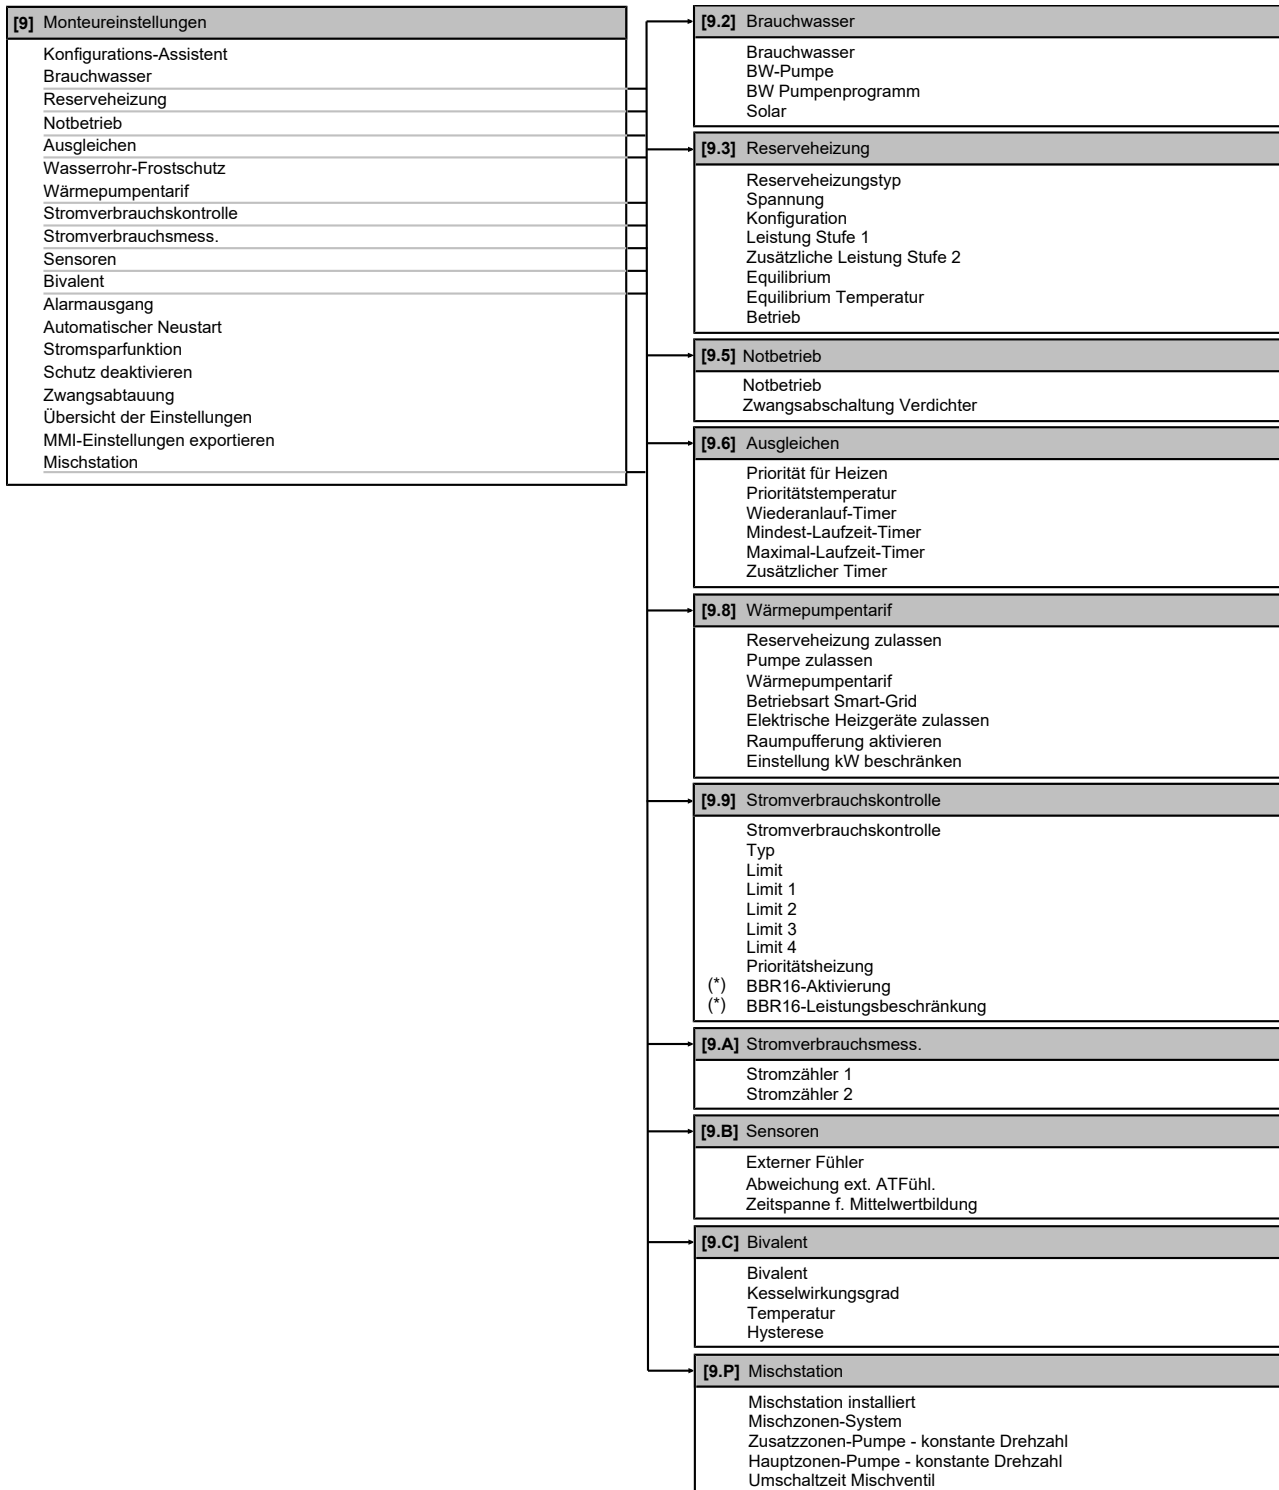 [9] Monteureinstellungen
Konfigurations-Assistent
Brauchwasser
Reserveheizung
Notbetrieb
Ausgleichen
Wasserrohr-Frostschutz
Wärmepumpentarif
Stromverbrauchskontrolle
Stromverbrauchsmess.
Sensoren
Bivalent
Alarmausgang
Automatischer Neustart
Stromsparfunktion
Schutz deaktivieren
Zwangsabtauung
Übersicht der Einstellungen
MMI-Einstellungen exportieren
Mischstation
[9.2] Brauchwasser
Brauchwasser
BW-Pumpe
BW Pumpenprogramm
Solar
[9.3] Reserveheizung
Reserveheizungstyp
Spannung
Konfiguration
Leistung Stufe 1
Zusätzliche Leistung Stufe 2
Equilibrium
Equilibrium Temperatur
Betrieb
[9.5] Notbetrieb
Notbetrieb
Zwangsabschaltung Verdichter
[9.6] Ausgleichen
Priorität für Heizen
Prioritätstemperatur
Wiederanlauf-Timer
Mindest-Laufzeit-Timer
Maximal-Laufzeit-Timer
Zusätzlicher Timer
[9.8] Wärmepumpentarif
Reserveheizung zulassen
Pumpe zulassen
Wärmepumpentarif
Betriebsart Smart-Grid
Elektrische Heizgeräte zulassen
Raumpufferung aktivieren
Einstellung kW beschränken
[9.9] Stromverbrauchskontrolle
Stromverbrauchskontrolle
Typ
Limit
Limit 1
Limit 2
Limit 3
Limit 4
Prioritätsheizung
(*) BBR16-Aktivierung
(*) BBR16-Leistungsbeschränkung
[9.A] Stromverbrauchsmess.
Stromzähler 1
Stromzähler 2
[9.B] Sensoren
Externer Fühler
Abweichung ext. ATFühl.
Zeitspanne f. Mittelwertbildung
[9.C] Bivalent
Bivalent
Kesselwirkungsgrad
Temperatur
Hysterese
[9.P] Mischstation
Mischstation installiert
Mischzonen-System
Zusatzzonen-Pumpe - konstante Drehzahl
Hauptzonen-Pumpe - konstante Drehzahl
Umschaltzeit Mischventil